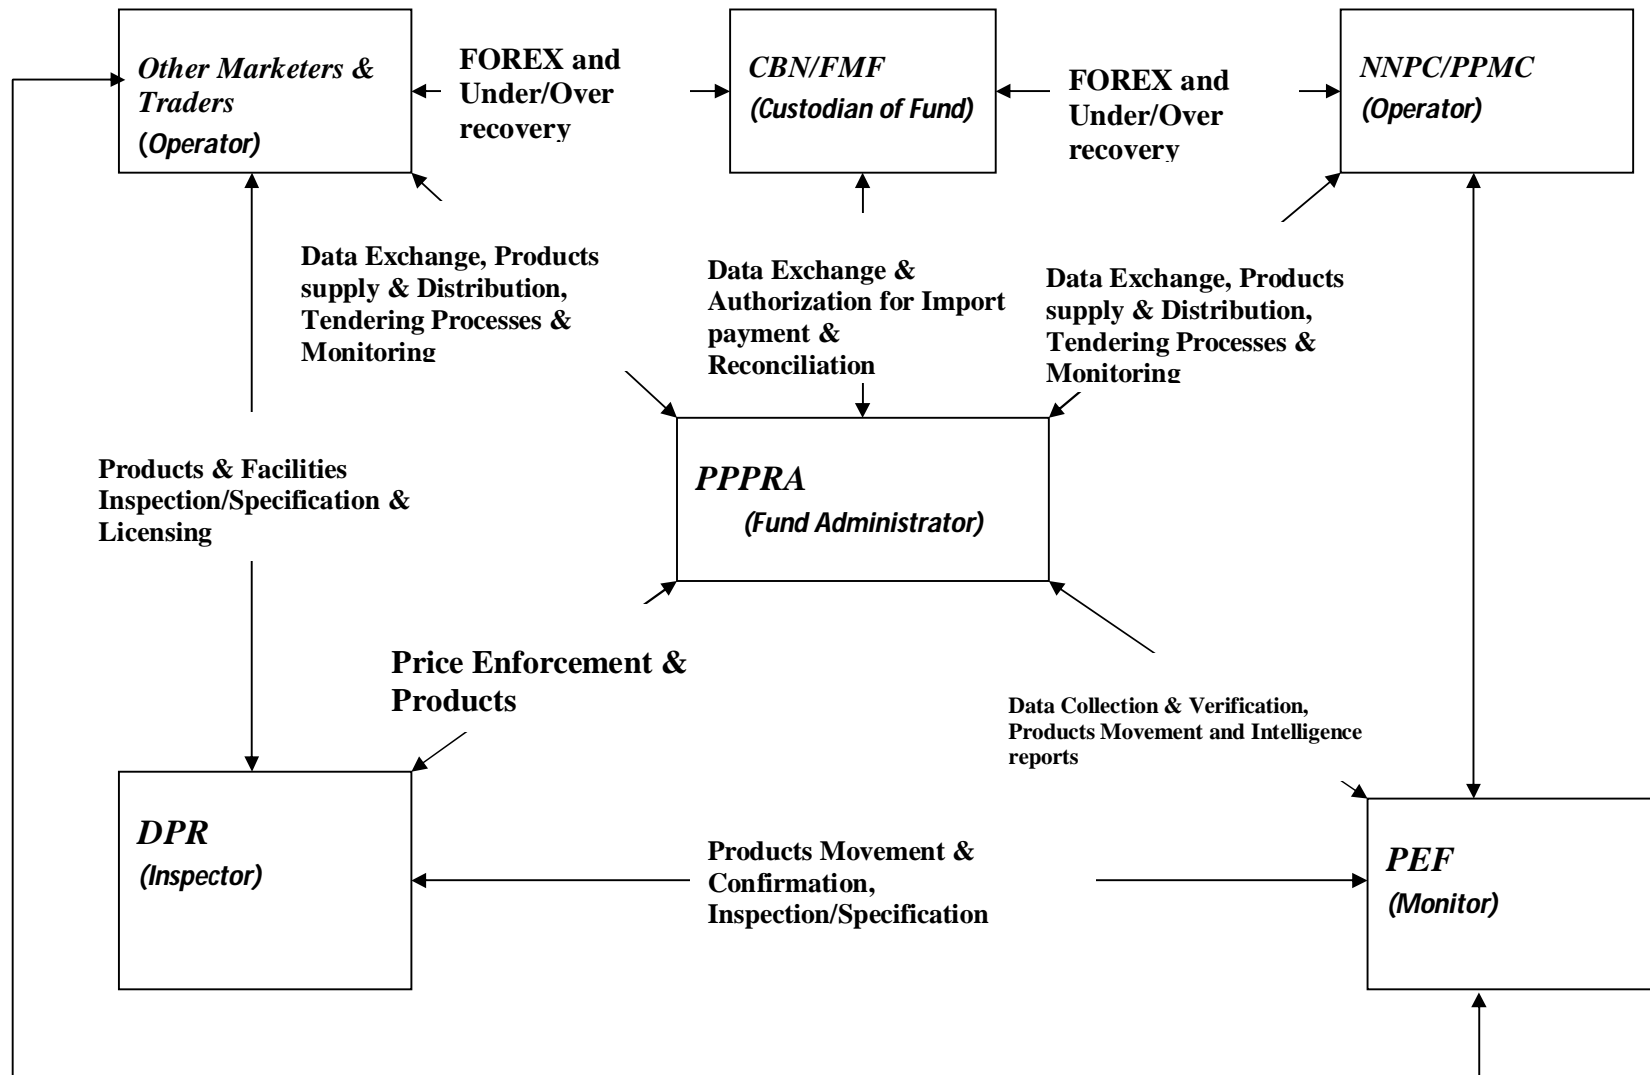 Other Marketers &
Traders
(Operator)
FOREX and
Under/Over
recovery
CBN/FMF
(Custodian of Fund)
FOREX and
Under/Over
recovery
NNPC/PPMC
(Operator)
Data Exchange, Products
supply & Distribution,
Tendering Processes &
Monitoring
Data Exchange &
Authorization for Import
payment &
Reconciliation
Data Exchange, Products
supply & Distribution,
Tendering Processes &
Monitoring
Products & Facilities
Inspection/Specification &
Licensing
PPPRA
(Fund Administrator)
Price Enforcement &
Products
Data Collection & Verification,
Products Movement and Intelligence
reports
DPR
(Inspector)
Products Movement &
Confirmation,
Inspection/Specification
PEF
(Monitor)